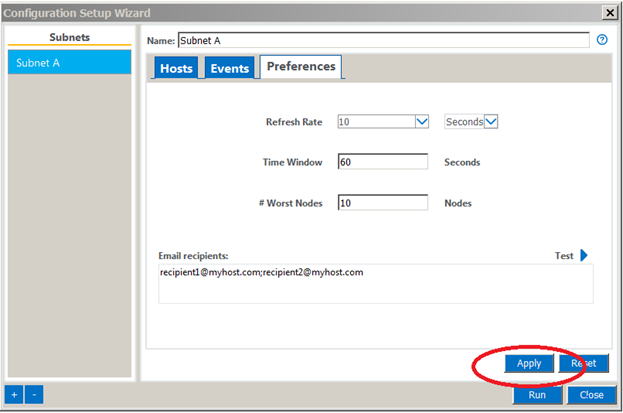 Configuration Setup Wizard
Subnets
Subnet A
Name: Subnet A
Hosts Events Preferences
Refresh Rate 10 Seconds
Time Window 60 Seconds
# Worst Nodes 10 Nodes
Email recipients: Test
recipient1@myhost.com;recipient2@myhost.com
Apply Reset
+ - Run Close